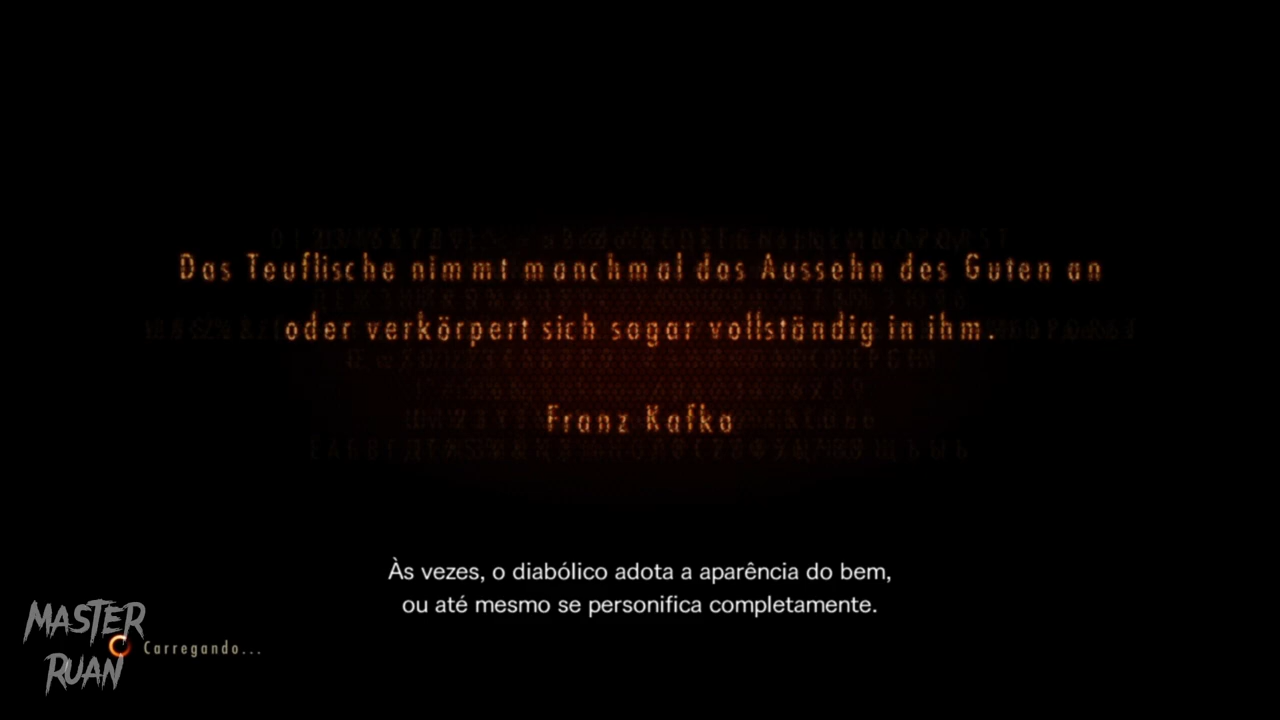 Das Teuflische nimmt manchmal das Aussehn des Guten an
oder verkörpert sich sogar vollständig in ihm.
Franz Kafka
Às vezes, o diabólico adota a aparência do bem,
ou até mesmo se personifica completamente.
MASTER
Carregando...
RUAN